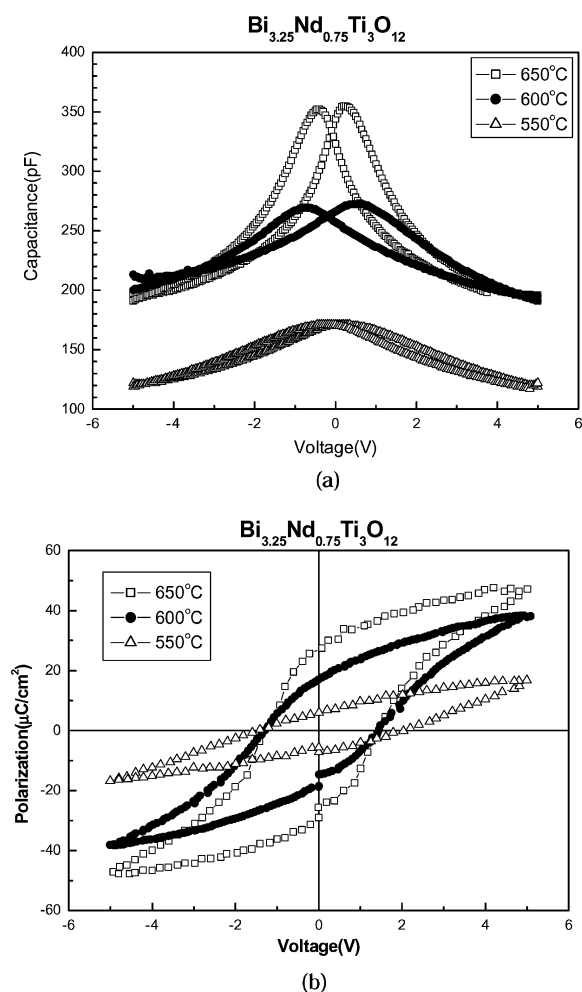 Bi3.25Nd0.75Ti3O12
400
350
300
250
200
150
100
Capacitance(pF)
650°C
600°C
550°C
-6 -4 -2 0 2 4 6
Voltage(V)
(a)
Bi3.25Nd0.75Ti3O12
60
40
20
0
-20
-40
-60
Polarization(μC/cm2)
650°C
600°C
550°C
-6 -4 -2 0 2 4 6
Voltage(V)
(b)